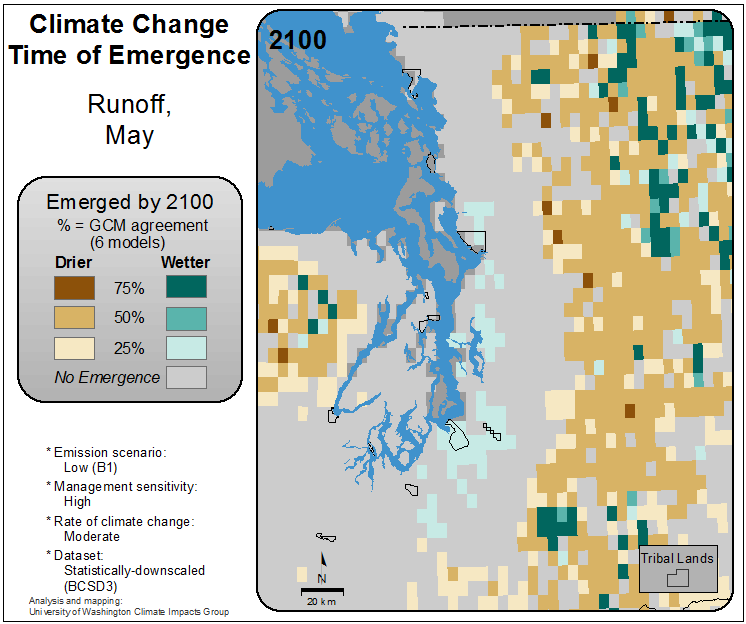 Climate Change
Time of Emergence
Runoff,
May
Emerged by 2100
% = GCM agreement
(6 models)
Drier Wetter
75%
50%
25%
No Emergence
* Emission scenario:
Low (B1)
* Management sensitivity:
High
* Rate of climate change:
Moderate
* Dataset:
Statistically-downscaled
(BCSD3)
Analysis and mapping:
University of Washington Climate Impacts Group
2100
N
20 km
Tribal Lands